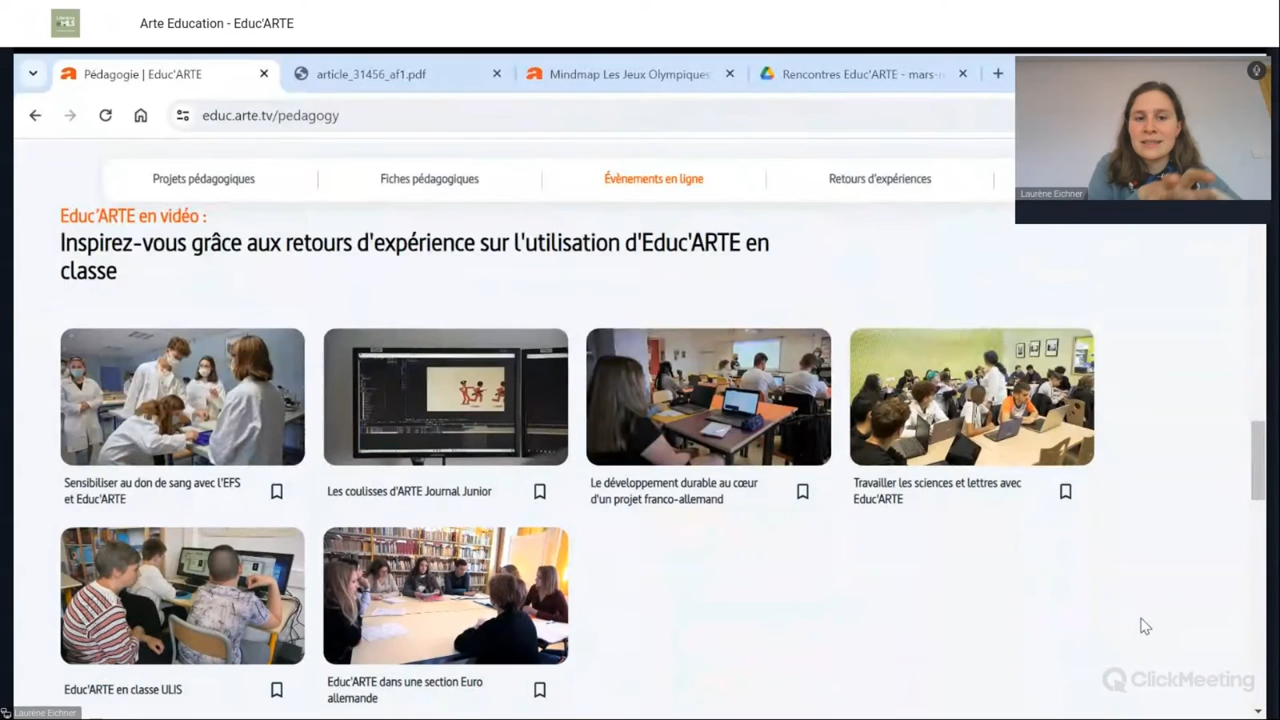 Arte Education - Educ'ARTE
Pédagogie | Educ'ARTE
article_31456_af1.pdf
Mindmap Les Jeux Olympiques
Rencontres Educ'ARTE - mars-
educ.arte.tv/pedagogy
Projets pédagogiques
Fiches pédagogiques
Évènements en ligne
Retours d'expériences
Laurène Eichner
Educ'ARTE en vidéo :
Inspirez-vous grâce aux retours d'expérience sur l'utilisation d'Educ'ARTE en
classe
Sensibiliser au don de sang avec l'EFS
et Educ'ARTE
Les coulisses d'ARTE Journal Junior
Le développement durable au cœur
d'un projet franco-allemand
Travailler les sciences et lettres avec
Educ'ARTE
Educ'ARTE en classe ULIS
Educ'ARTE dans une section Euro
allemande
ClickMeeting
Laurène Eichner